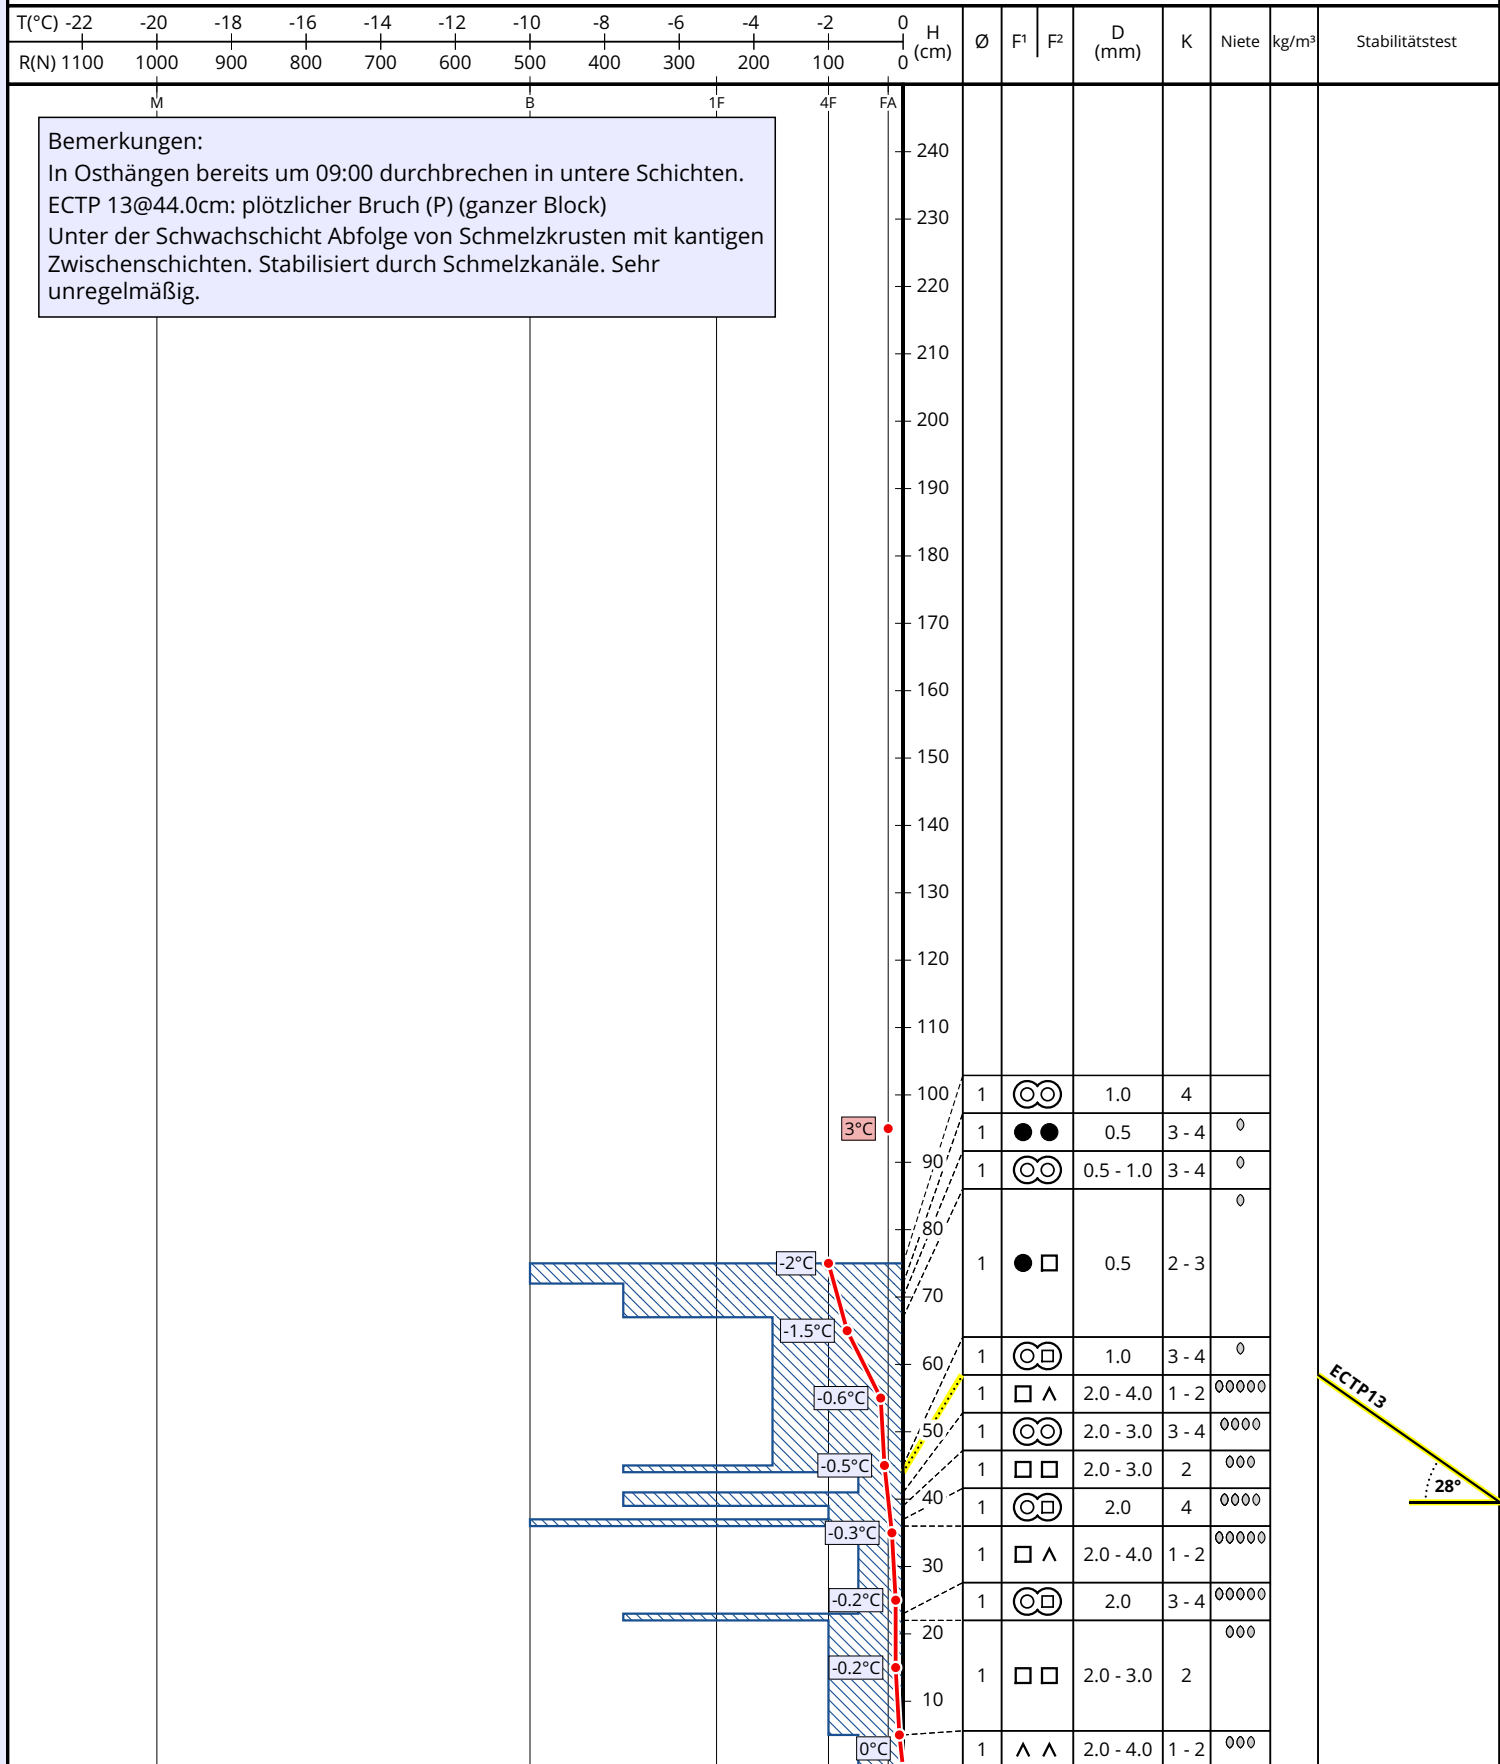 T(°C) -22 -20 -18 -16 -14 -12 -10 -8 -6 -4 -2 0
R(N) 1100 1000 900 800 700 600 500 400 300 200 100 0
H (cm) Ø F¹ F² D (mm) K Niete kg/m³ Stabilitätstest
M B 1F 4F FA
Bemerkungen:
In Osthängen bereits um 09:00 durchbrechen in untere Schichten.
ECTP 13@44.0cm: plötzlicher Bruch (P) (ganzer Block)
Unter der Schwachschicht Abfolge von Schmelzkrusten mit kantigen
Zwischenschichten. Stabilisiert durch Schmelzkanäle. Sehr
unregelmäßig.
240
230
220
210
200
190
180
170
160
150
140
130
120
110
100
90
80
70
60
50
40
30
20
10
3°C
-2°C
-1.5°C
-0.6°C
-0.5°C
-0.3°C
-0.2°C
-0.2°C
0°C
1 1.0 4
1 0.5 3 - 4
1 0.5 - 1.0 3 - 4
1 0.5 2 - 3
1 1.0 3 - 4
1 2.0 - 4.0 1 - 2
1 2.0 - 3.0 3 - 4
1 2.0 - 3.0 2
1 2.0 4
1 2.0 - 4.0 1 - 2
1 2.0 3 - 4
1 2.0 - 3.0 2
1 2.0 - 4.0 1 - 2
ECTP13
28°